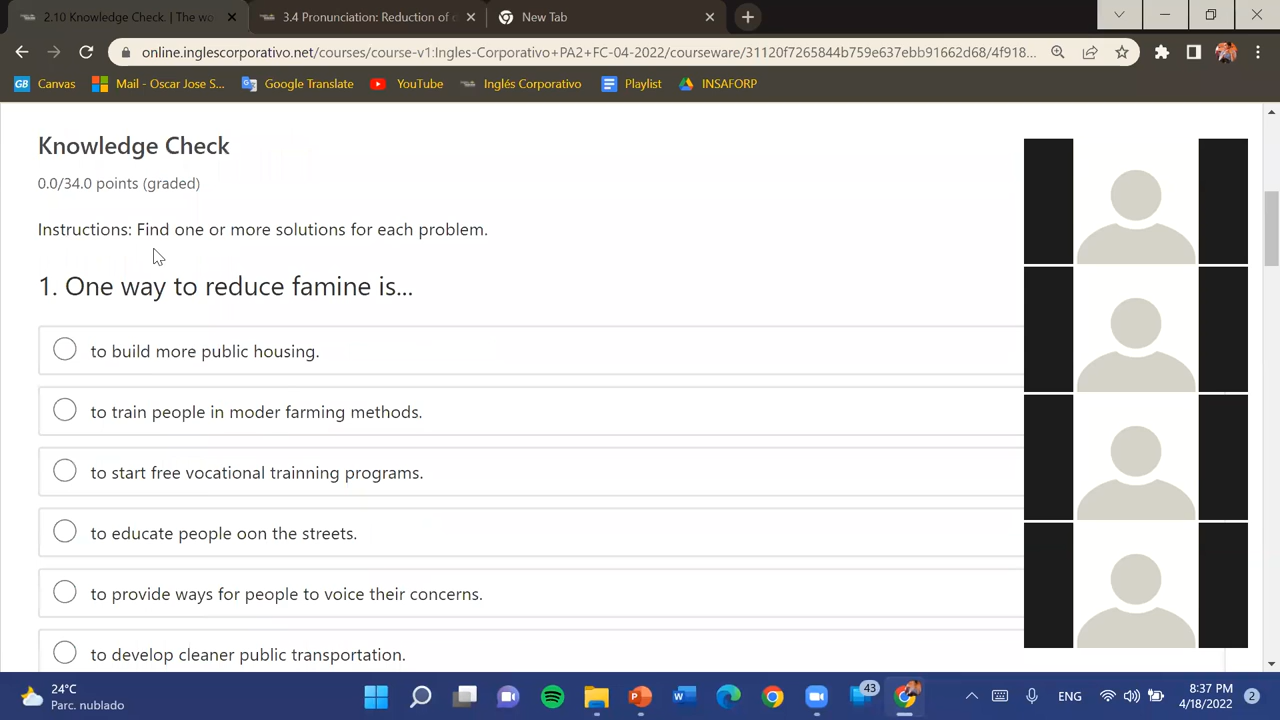 2.10 Knowledge Check. | The wo
3.4 Pronunciation: Reduction of d
New Tab
online.inglescorporativo.net/courses/course-v1:Ingles-Corporativo+PA2+FC-04-2022/courseware/31120f7265844b759e637ebb91662d68/4f918...
Canvas
Mail - Oscar Jose S...
Google Translate
YouTube
Inglés Corporativo
Playlist
INSAFORP
Knowledge Check
0.0/34.0 points (graded)
Instructions: Find one or more solutions for each problem.
1. One way to reduce famine is...
to build more public housing.
to train people in moder farming methods.
to start free vocational trainning programs.
to educate people oon the streets.
to provide ways for people to voice their concerns.
to develop cleaner public transportation.
24°C
Parc. nublado
43
ENG
8:37 PM
4/18/2022
2